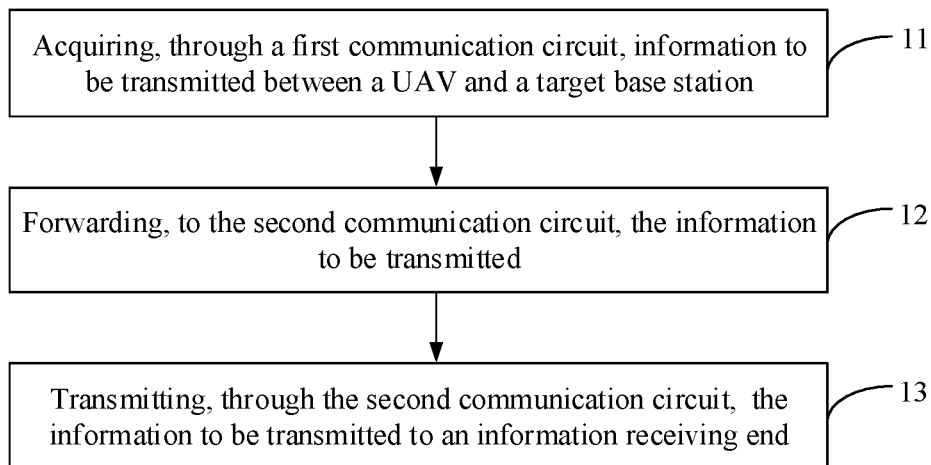 Acquiring, through a first communication circuit, information to
be transmitted between a UAV and a target base station
11
Forwarding, to the second communication circuit, the information
to be transmitted
12
Transmitting, through the second communication circuit, the
information to be transmitted to an information receiving end
13